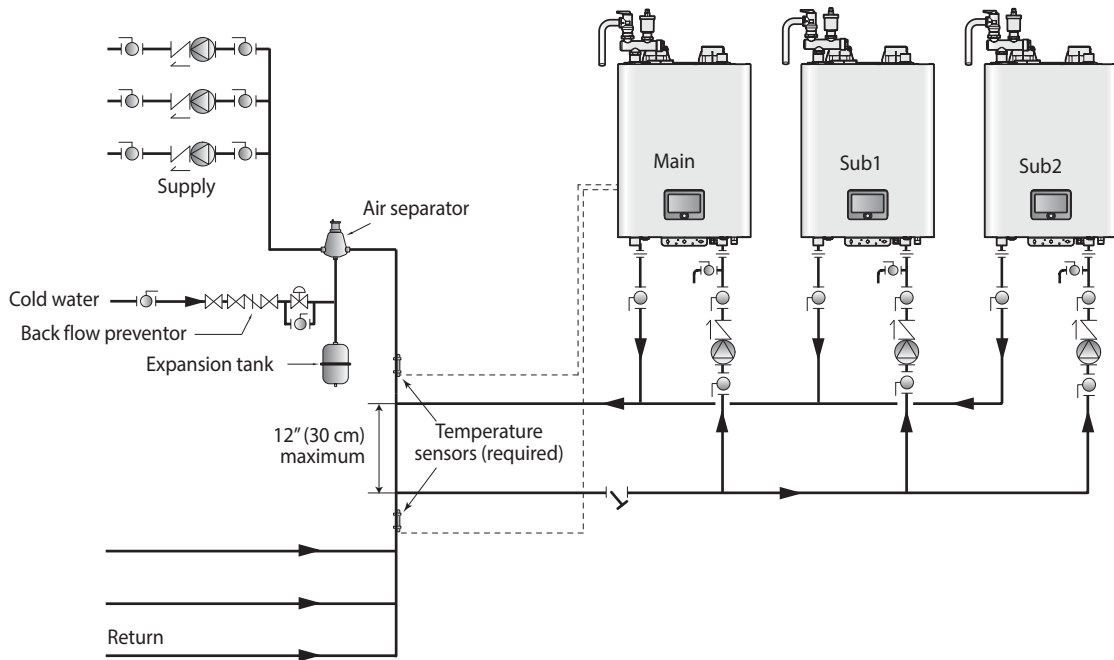 Supply
Air separator
Cold water
Back flow preventor
Expansion tank
12″ (30 cm)
maximum
Temperature
sensors (required)
Return
Main
Sub1
Sub2